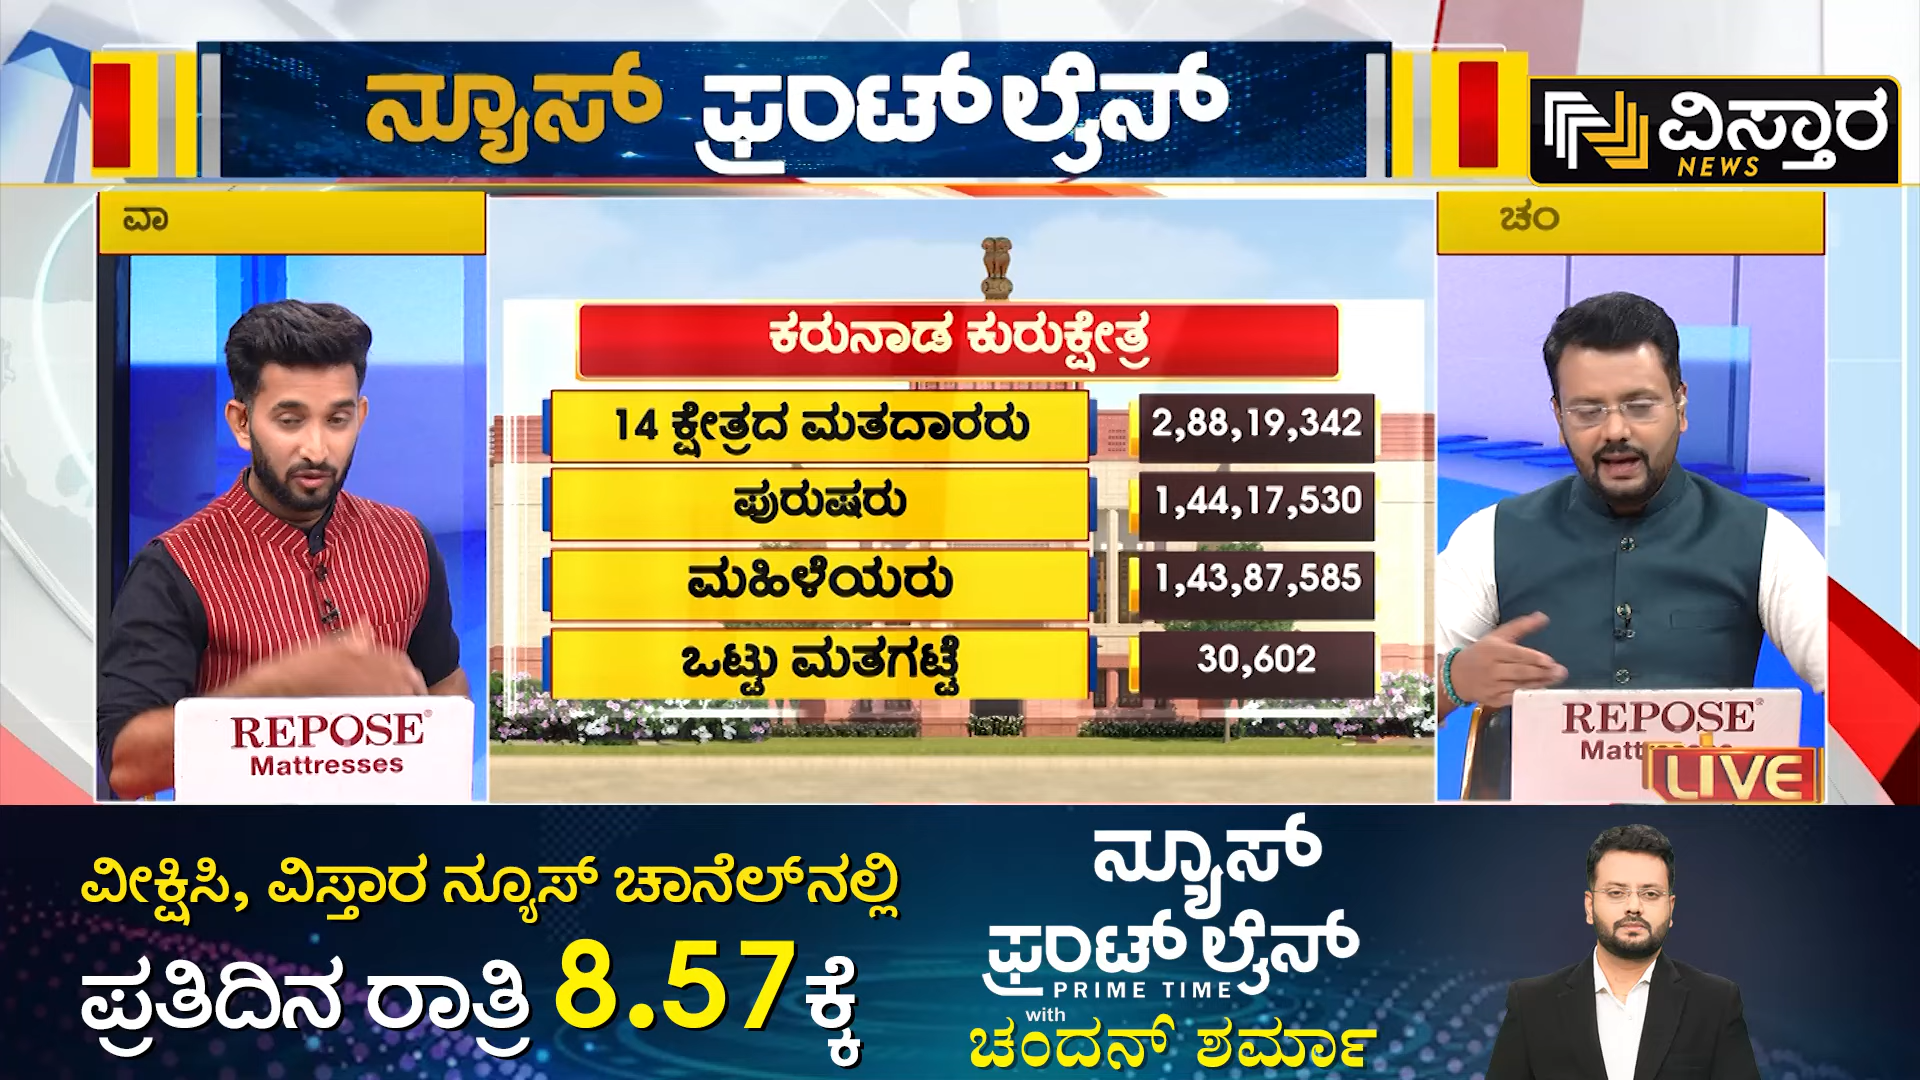 ನ್ಯೂಸ್ ಫ್ರಂಟ್‌ಲೈನ್
ವಿಸ್ತಾರ
NEWS
ವಾ
ಚಂ
ಕರುನಾಡ ಕುರುಕ್ಷೇತ್ರ
14 ಕ್ಷೇತ್ರದ ಮತದಾರರು 2,88,19,342
ಪುರುಷರು 1,44,17,530
ಮಹಿಳೆಯರು 1,43,87,585
ಒಟ್ಟು ಮತಗಟ್ಟೆ 30,602
REPOSE
Mattresses
REPOSE
LIVE
ವೀಕ್ಷಿಸಿ, ವಿಸ್ತಾರ ನ್ಯೂಸ್ ಚಾನೆಲ್‌ನಲ್ಲಿ
ಪ್ರತಿದಿನ ರಾತ್ರಿ 8.57ಕ್ಕೆ
ನ್ಯೂಸ್
ಫ್ರಂಟ್ ಲೈನ್
PRIME TIME
with
ಚಂದನ್ ಶರ್ಮಾ